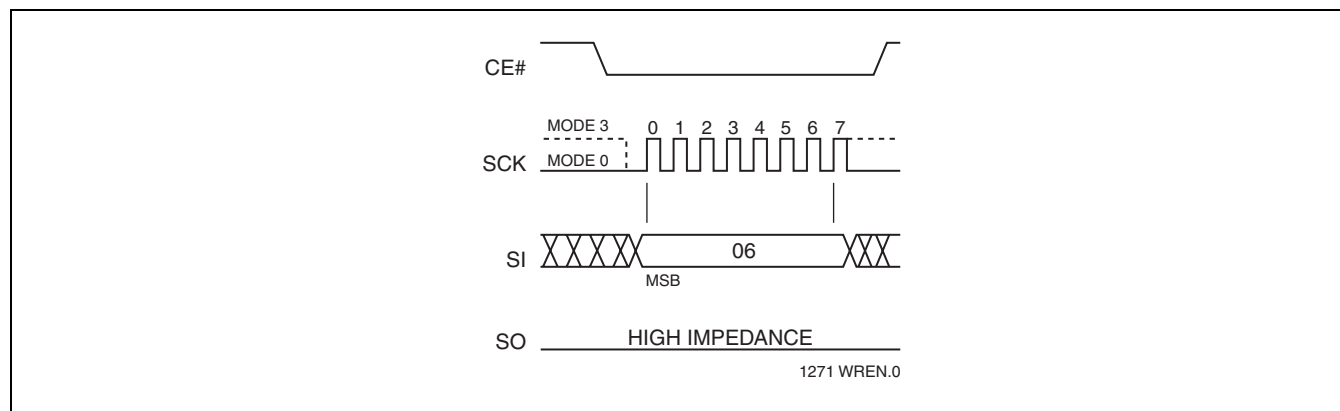 CE#
MODE 3 0 1 2 3 4 5 6 7
SCK MODE 0
SI 06
MSB
SO HIGH IMPEDANCE
1271 WREN.0